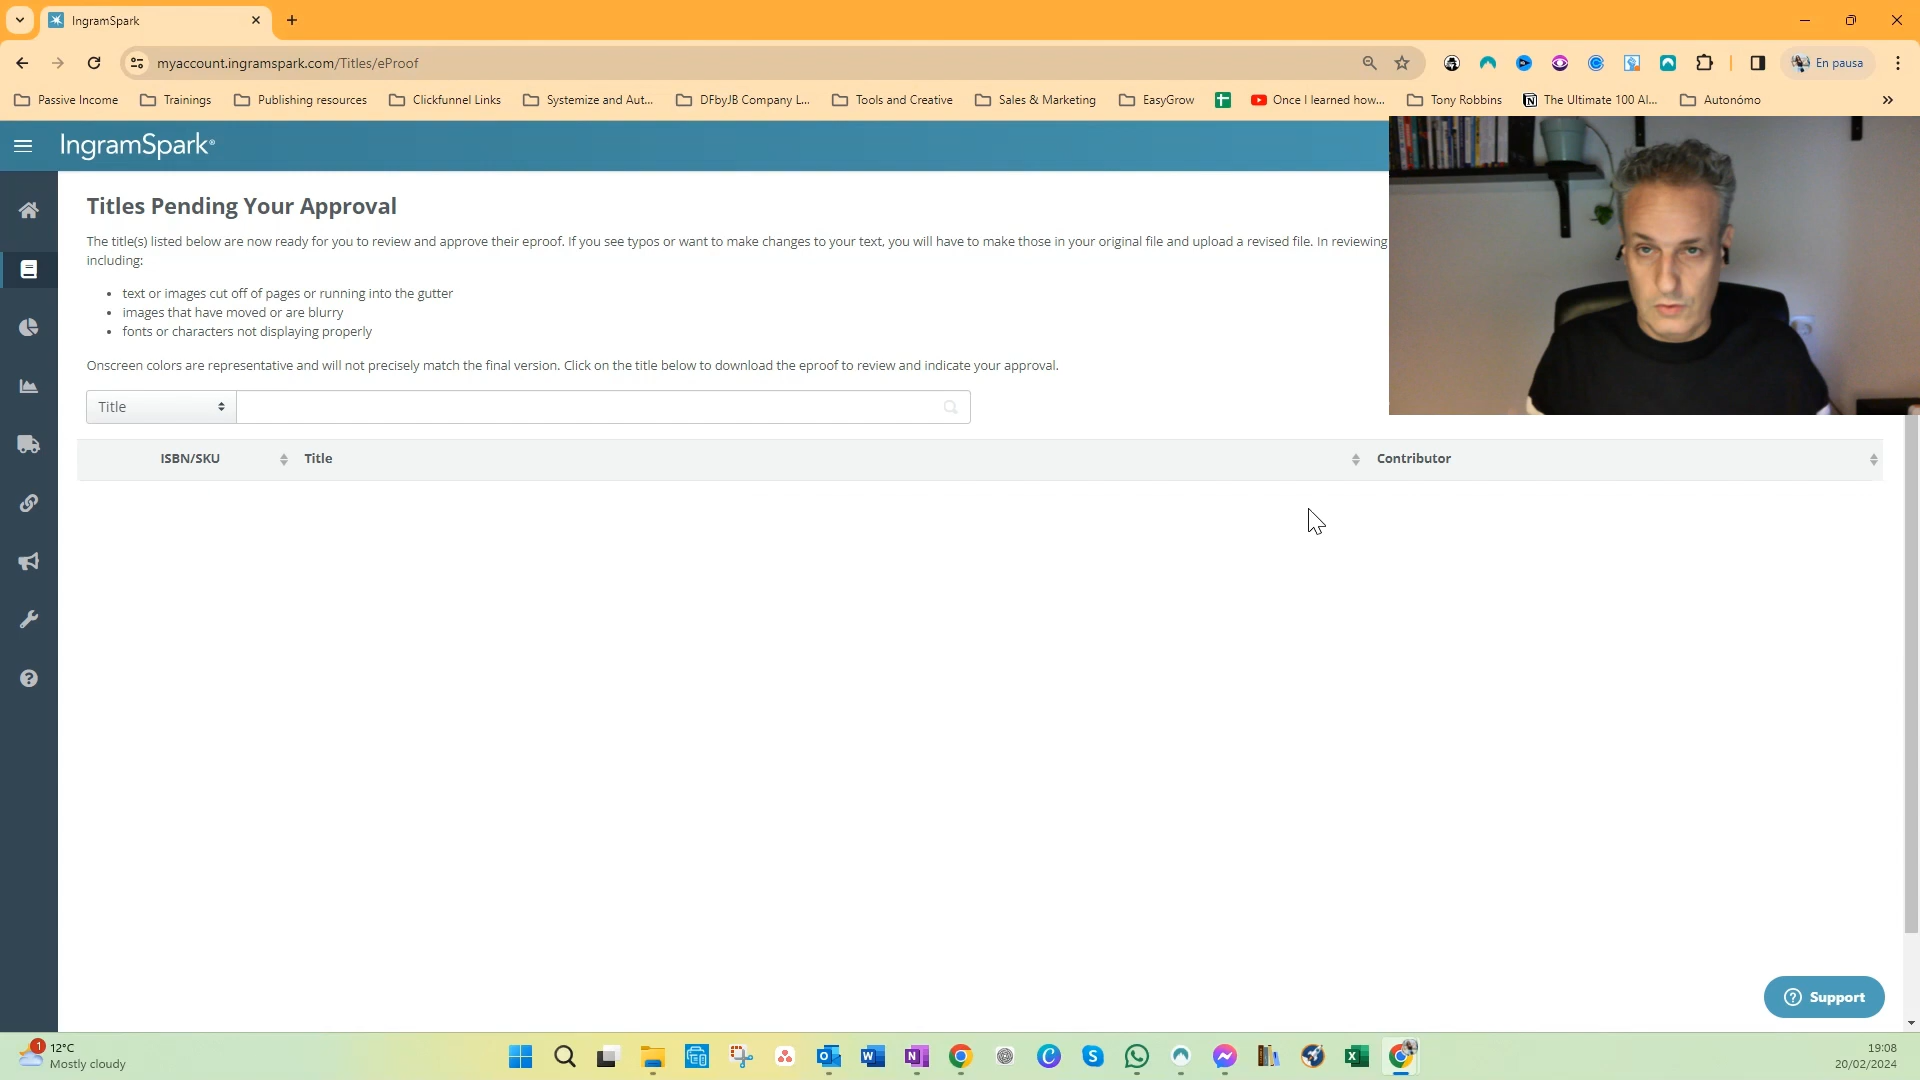 IngramSpark
myaccount.ingramspark.com/Titles/eProof
En pausa
Passive Income
Trainings
Publishing resources
Clickfunnel Links
Systemize and Aut...
DFbyJB Company L...
Tools and Creative
Sales & Marketing
EasyGrow
Once I learned how...
Tony Robbins
The Ultimate 100 AI...
Autonómo
IngramSpark®
Titles Pending Your Approval
The title(s) listed below are now ready for you to review and approve their eproof. If you see typos or want to make changes to your text, you will have to make those in your original file and upload a revised file. In reviewing
including:
• text or images cut off of pages or running into the gutter
• images that have moved or are blurry
• fonts or characters not displaying properly
Onscreen colors are representative and will not precisely match the final version. Click on the title below to download the eproof to review and indicate your approval.
Title
ISBN/SKU
Title
Contributor
Support
1
12°C
Mostly cloudy
19:08
20/02/2024